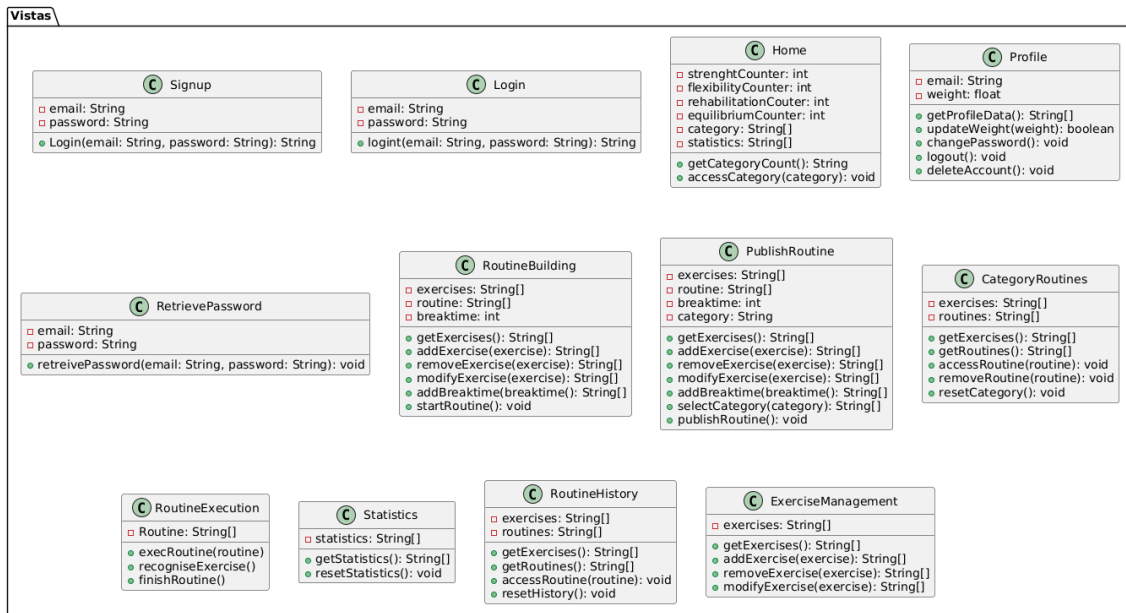 Vistas
C Signup
email: String
password: String
Login(email: String, password: String): String
C Login
email: String
password: String
logint(email: String, password: String): String
C Home
strenghtCounter: int
flexibilityCounter: int
rehabilitationCouter: int
equilibriumCounter: int
category: String[]
statistics: String[]
getCategoryCount(): String
accessCategory(category): void
C Profile
email: String
weight: float
getProfileData(): String[]
updateWeight(weight): boolean
changePassword(): void
logout(): void
deleteAccount(): void
C RetrievePassword
email: String
password: String
retreivePassword(email: String, password: String): void
C RoutineBuilding
exercises: String[]
routine: String[]
breaktime: int
getExercises(): String[]
addExercise(exercise): String[]
removeExercise(exercise): String[]
modifyExercise(exercise): String[]
addBreaktime(): String[]
startRoutine(): void
C PublishRoutine
exercises: String[]
routine: String[]
breaktime: int
category: String
getExercises(): String[]
addExercise(exercise): String[]
removeExercise(exercise): String[]
modifyExercise(exercise): String[]
addBreaktime(breaktime(): String[]
selectCategory(category): String[]
publishRoutine(): void
C CategoryRoutines
exercises: String[]
routines: String[]
getExercises(): String[]
getRoutines(): String[]
accessRoutine(routine): void
removeRoutine(routine): void
resetCategory(): void
C RoutineExecution
Routine: String[]
execRoutine(routine)
recogniseExercise()
finishRoutine()
C Statistics
statistics: String[]
getStatistics(): String[]
resetStatistics(): void
C RoutineHistory
exercises: String[]
routines: String[]
getExercises(): String[]
getRoutines(): String[]
accessRoutine(routine): void
resetHistory(): void
C ExerciseManagement
exercises: String[]
getExercises(): String[]
addExercise(exercise): String[]
removeExercise(exercise): String[]
modifyExercise(exercise): String[]